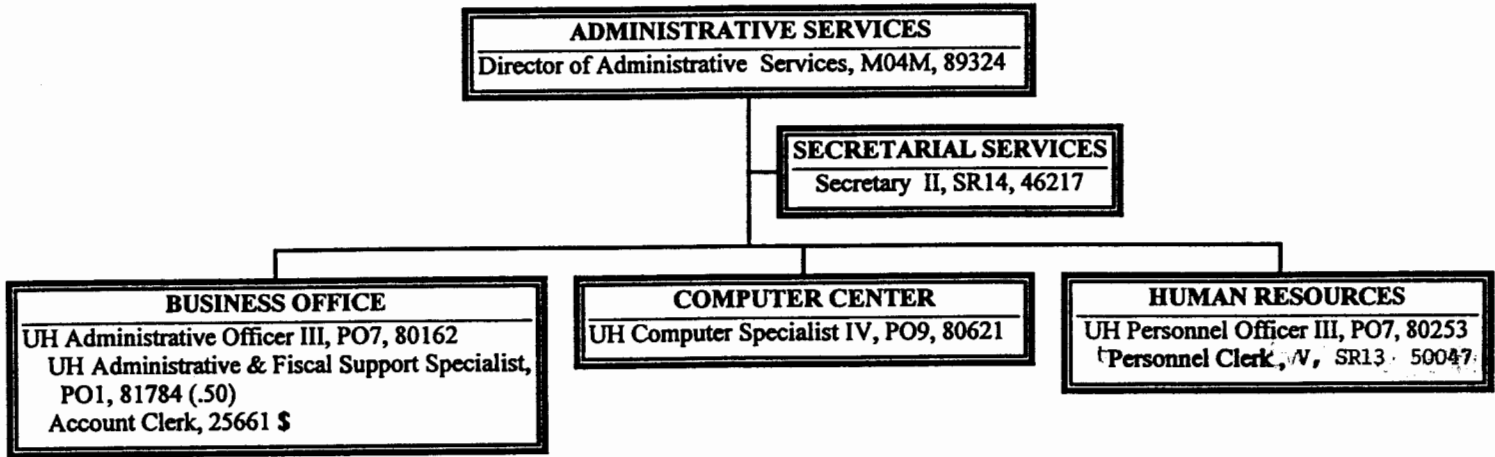 ADMINISTRATIVE SERVICES
Director of Administrative Services, M04M, 89324
SECRETARIAL SERVICES
Secretary II, SR14, 46217
BUSINESS OFFICE
UH Administrative Officer III, PO7, 80162
UH Administrative & Fiscal Support Specialist,
PO1, 81784 (.50)
Account Clerk, 25661 $
COMPUTER CENTER
UH Computer Specialist IV, PO9, 80621
HUMAN RESOURCES
UH Personnel Officer III, PO7, 80253
Personnel Clerk, SR13 50047